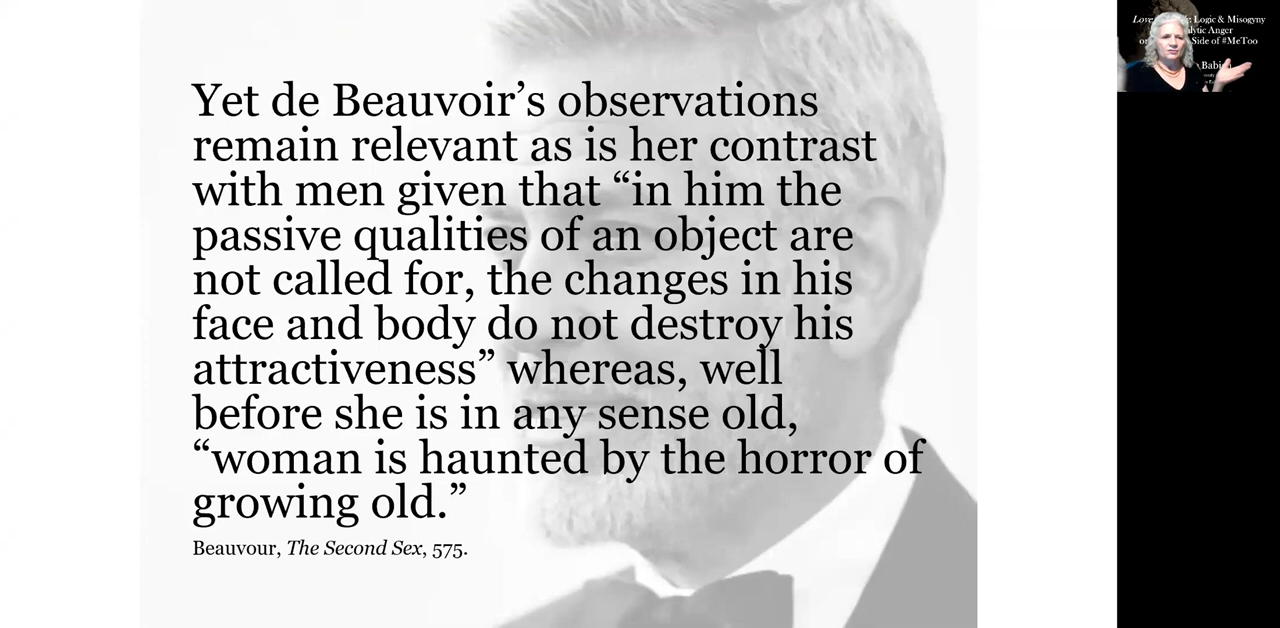 Yet de Beauvoir’s observations
remain relevant as is her contrast
with men given that “in him the
passive qualities of an object are
not called for, the changes in his
face and body do not destroy his
attractiveness” whereas, well
before she is in any sense old,
“woman is haunted by the horror of
growing old.”
Beauvour, The Second Sex, 575.
Logic & Misogyny
Anger
Side of #MeToo